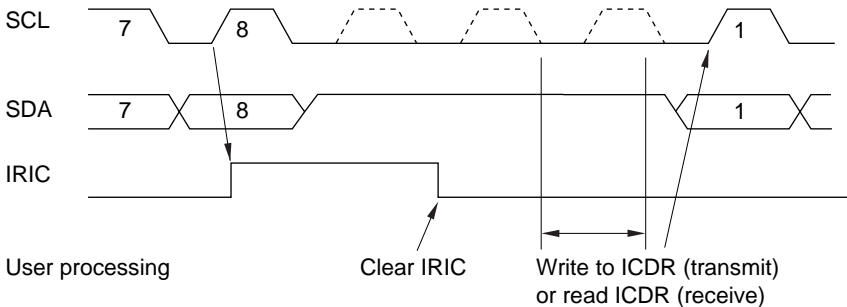 SCL 7 8 1
SDA 7 8 1
IRIC
User processing Clear IRIC Write to ICDR (transmit)
or read ICDR (receive)